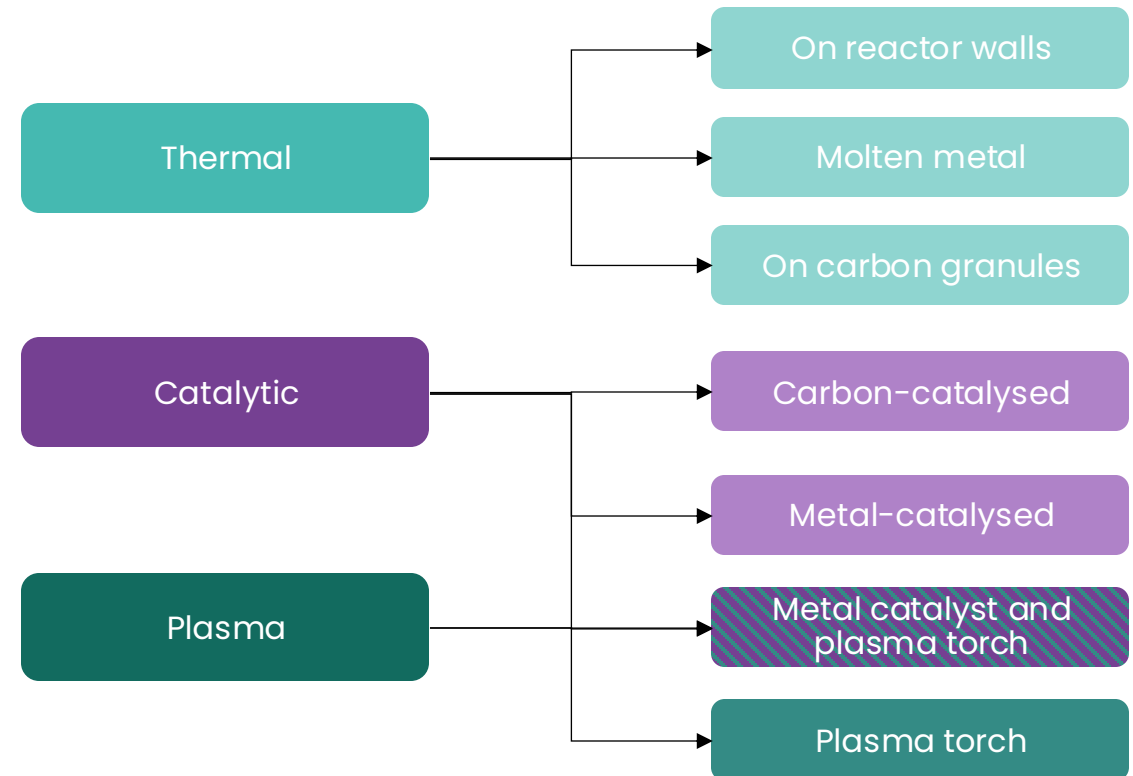 Thermal
On reactor walls
Molten metal
On carbon granules
Catalytic
Carbon-catalysed
Metal-catalysed
Plasma
Metal catalyst and
plasma torch
Plasma torch